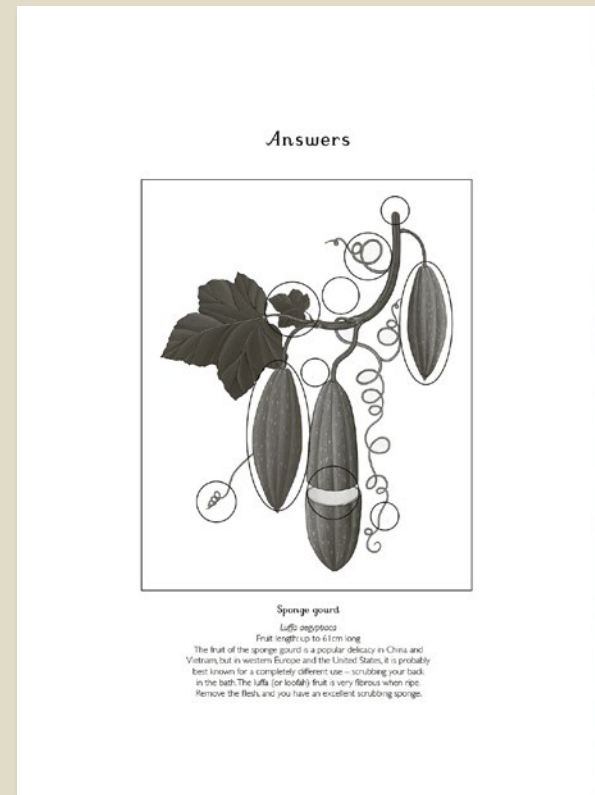 Answers
Sponge gourd
Luffa aegyptiaca
Fruit length: up to 61cm long
The fruit of the sponge gourd is a popular delicacy in China and
Vietnam, but in western Europe and the United States, it is probably
best known for a completely different use – scrubbing your back
in the bath. The luffa (or loofah) fruit is very fibrous when ripe.
Remove the flesh, and you have an excellent scrubbing sponge.